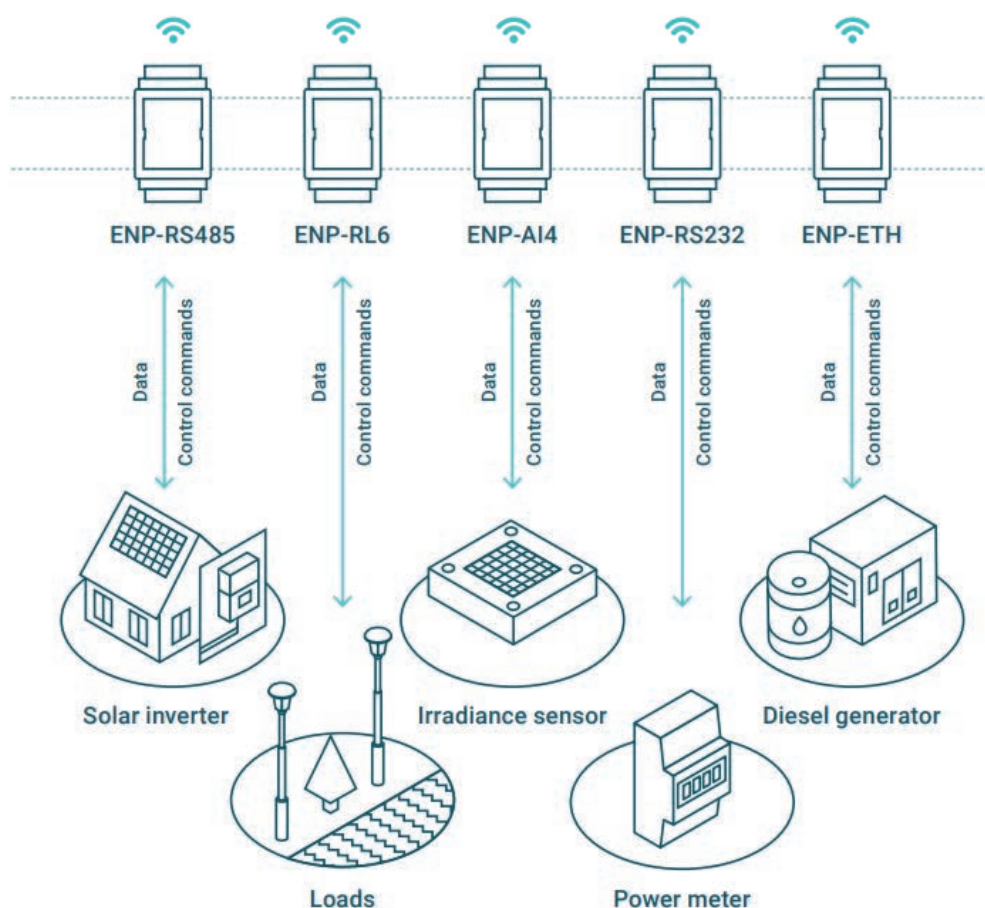 ENP-RS485
ENP-RL6
ENP-AI4
ENP-RS232
ENP-ETH
Data
Control commands
Data
Control commands
Data
Control commands
Data
Control commands
Data
Control commands
Solar inverter
Irradiance sensor
Diesel generator
Loads
Power meter